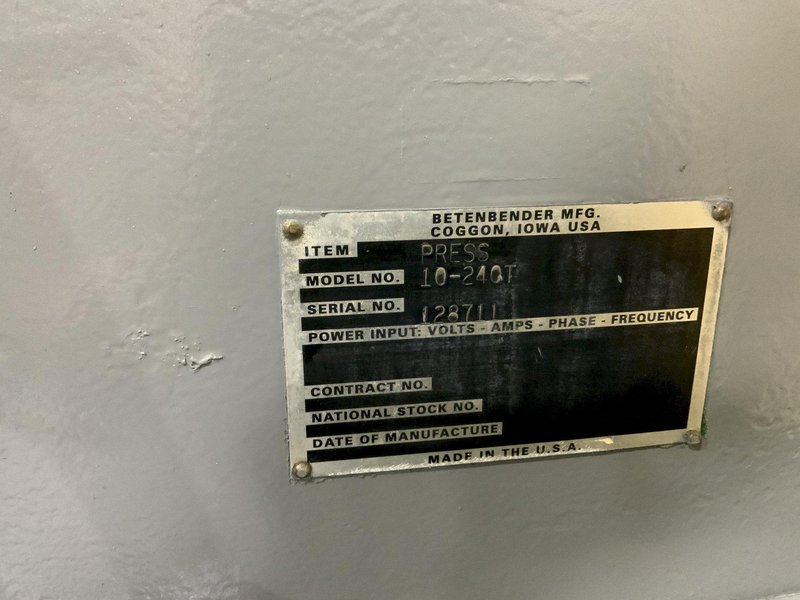 BETENBENDER MFG.
COGGON, IOWA USA
ITEM PRESS
MODEL NO. 10-240T
SERIAL NO. 128711
POWER INPUT: VOLTS - AMPS - PHASE - FREQUENCY
CONTRACT NO.
NATIONAL STOCK NO.
DATE OF MANUFACTURE
MADE IN THE U.S.A.